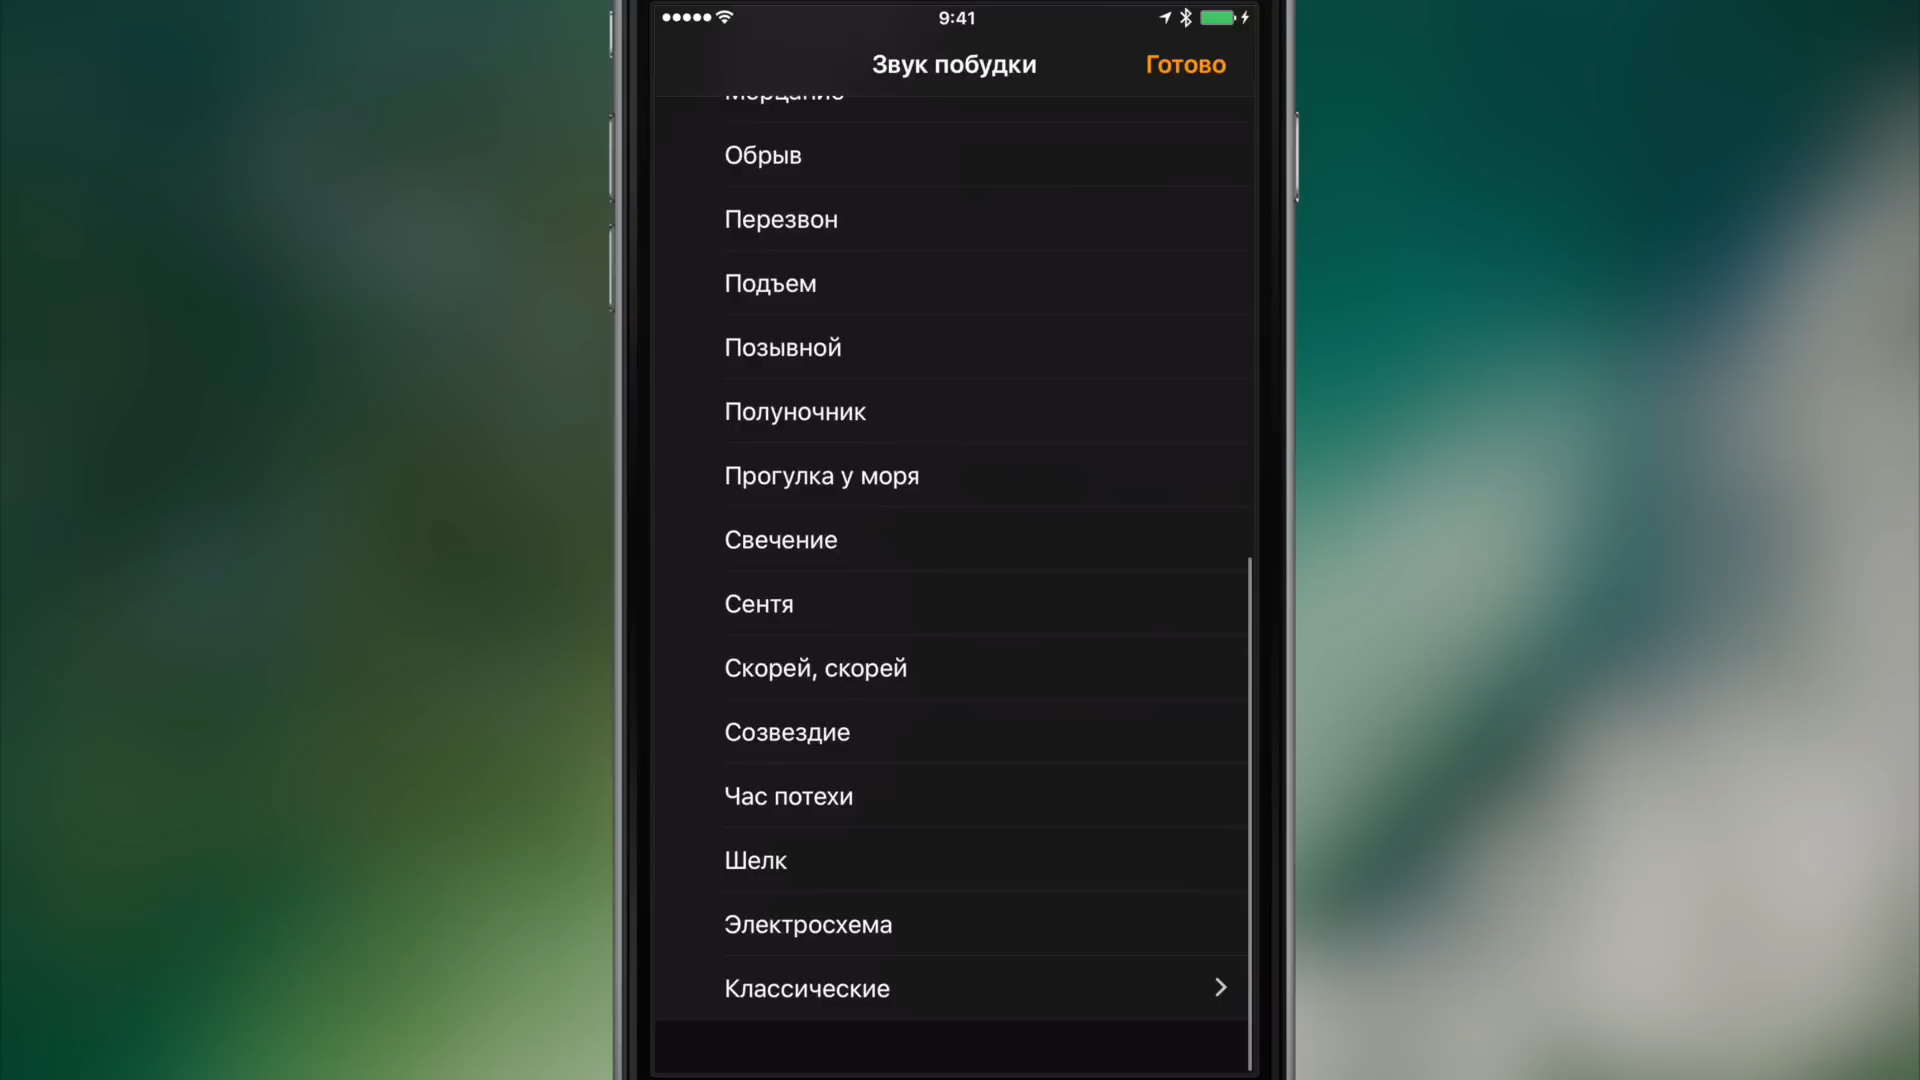 9:41
Звук побудки
Готово
Мерцание
Обрыв
Перезвон
Подъем
Позывной
Полуночник
Прогулка у моря
Свечение
Сентя
Скорей, скорей
Созвездие
Час потехи
Шелк
Электросхема
Классические